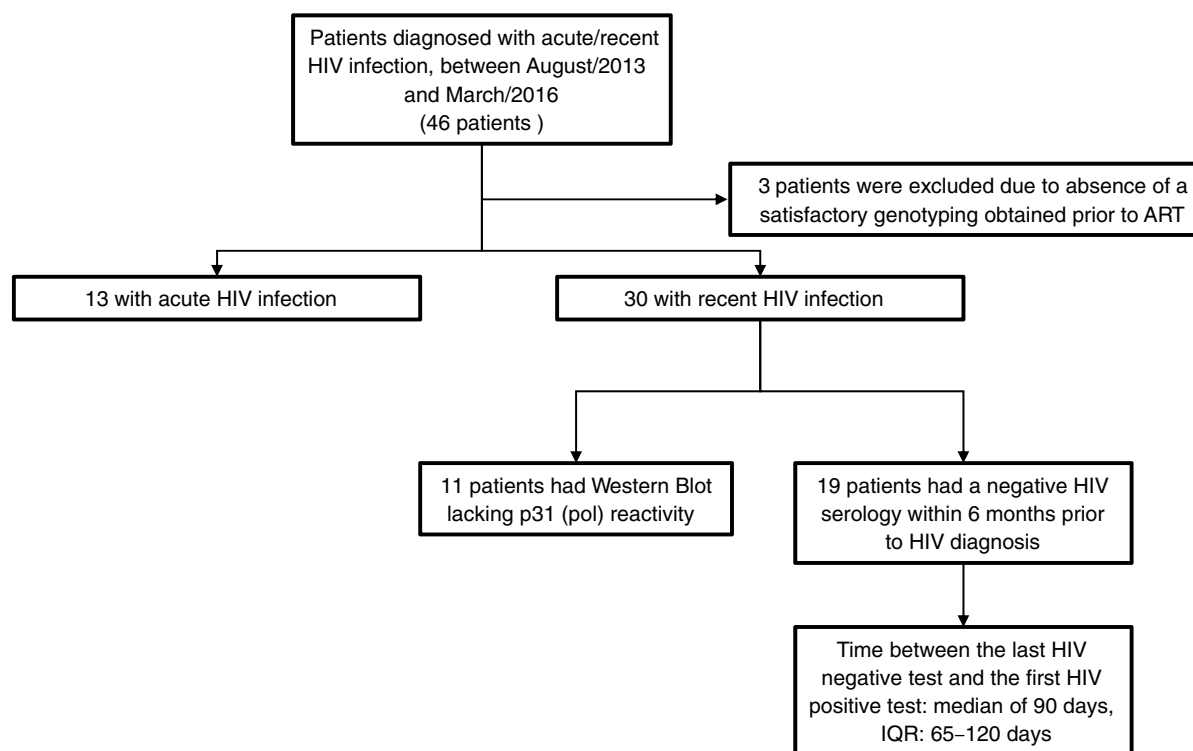 Patients diagnosed with acute/recent
HIV infection, between August/2013
and March/2016
(46 patients )
3 patients were excluded due to absence of a
satisfactory genotyping obtained prior to ART
13 with acute HIV infection
30 with recent HIV infection
11 patients had Western Blot
lacking p31 (pol) reactivity
19 patients had a negative HIV
serology within 6 months prior
to HIV diagnosis
Time between the last HIV
negative test and the first HIV
positive test: median of 90 days,
IQR: 65–120 days